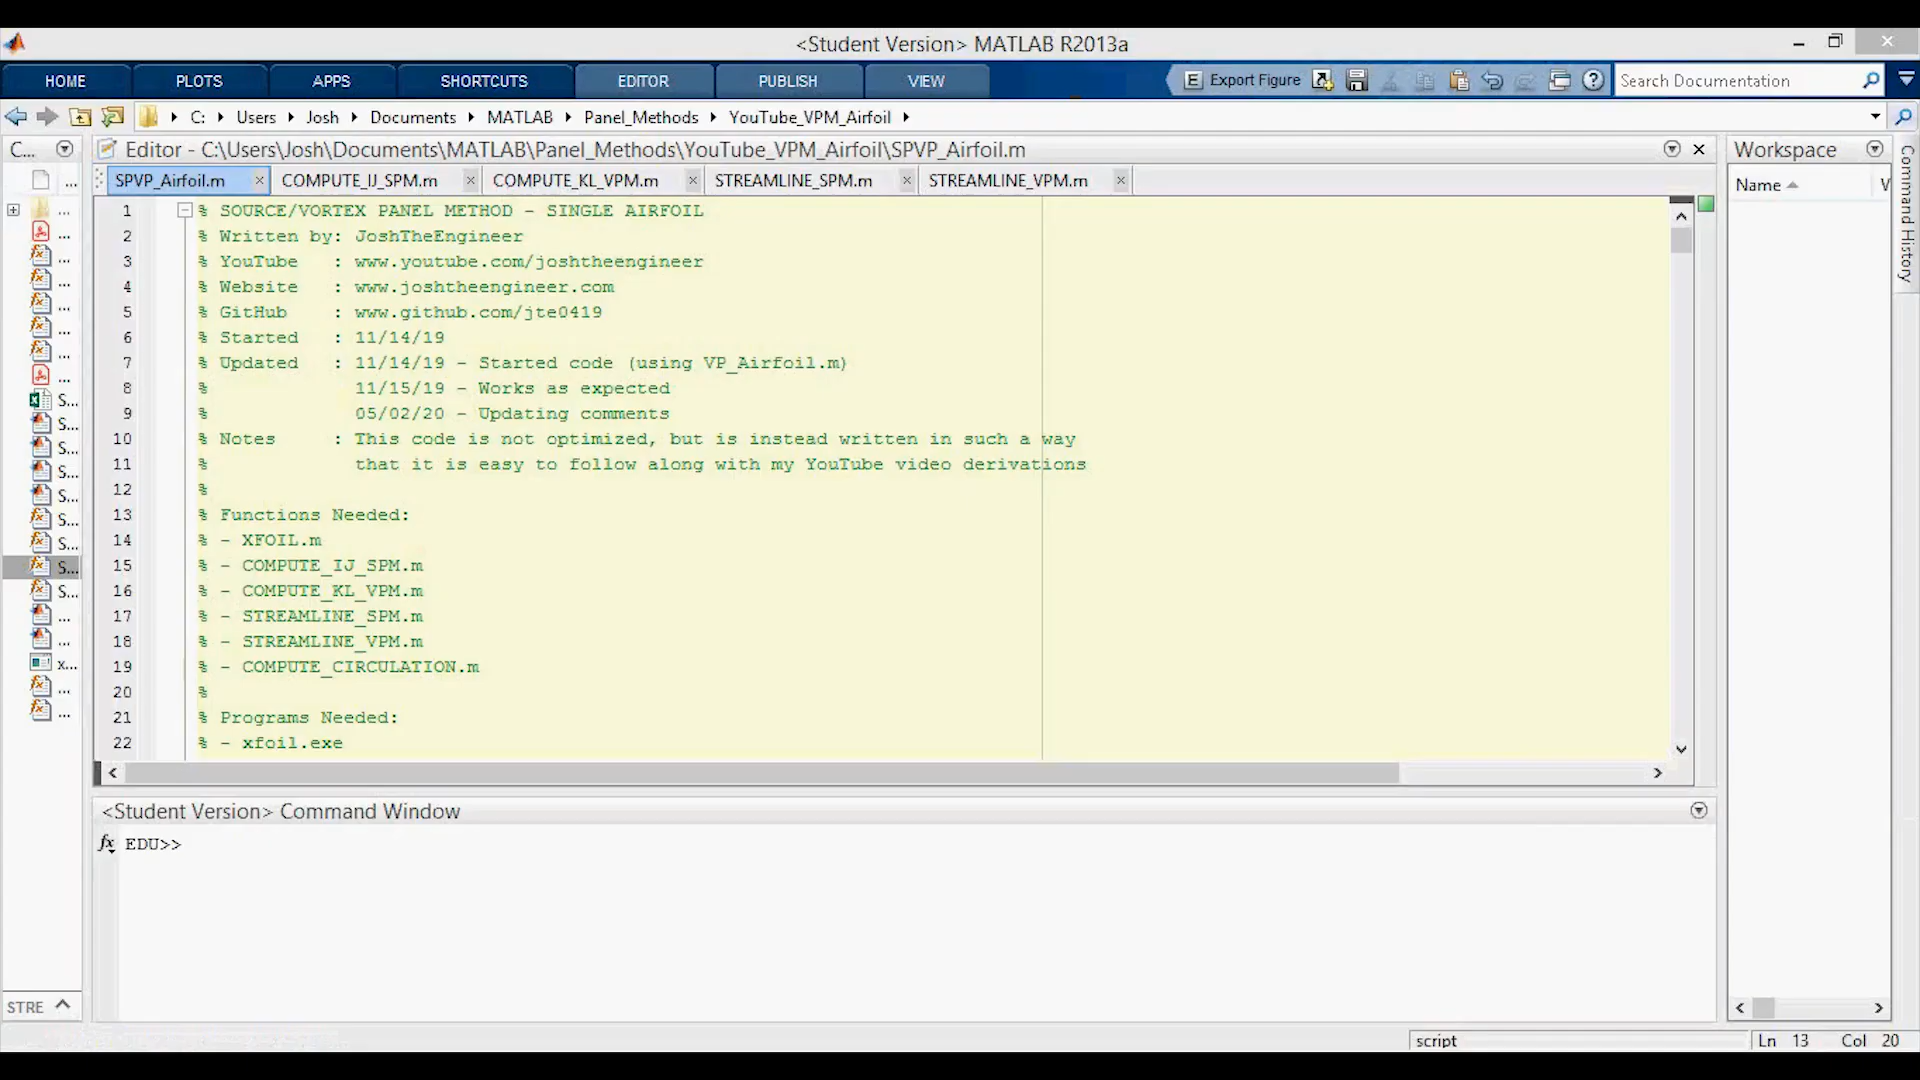 <Student Version> MATLAB R2013a
HOME PLOTS APPS SHORTCUTS EDITOR PUBLISH VIEW E Export Figure Search Documentation
C: Users Josh Documents MATLAB Panel_Methods YouTube_VPM_Airfoil
C... Editor - C:\Users\Josh\Documents\MATLAB\Panel_Methods\YouTube_VPM_Airfoil\SPVP_Airfoil.m Workspace
SPVP_Airfoil.m COMPUTE_IJ_SPM.m COMPUTE_KL_VPM.m STREAMLINE_SPM.m STREAMLINE_VPM.m Name V
Command History
1 % SOURCE/VORTEX PANEL METHOD - SINGLE AIRFOIL
2 % Written by: JoshTheEngineer
3 % YouTube : www.youtube.com/joshtheengineer
4 % Website : www.joshtheengineer.com
5 % GitHub : www.github.com/jte0419
6 % Started : 11/14/19
7 % Updated : 11/14/19 - Started code (using VP_Airfoil.m)
8 % 11/15/19 - Works as expected
9 % 05/02/20 - Updating comments
10 % Notes : This code is not optimized, but is instead written in such a way
11 % that it is easy to follow along with my YouTube video derivations
12 %
13 % Functions Needed:
14 % - XFOIL.m
15 % - COMPUTE_IJ_SPM.m
16 % - COMPUTE_KL_VPM.m
17 % - STREAMLINE_SPM.m
18 % - STREAMLINE_VPM.m
19 % - COMPUTE_CIRCULATION.m
20 %
21 % Programs Needed:
22 % - xfoil.exe
S...
S...
S...
S...
S...
S...
S...
S...
S...
x...
<Student Version> Command Window
fx EDU>>
STRE
script Ln 13 Col 20